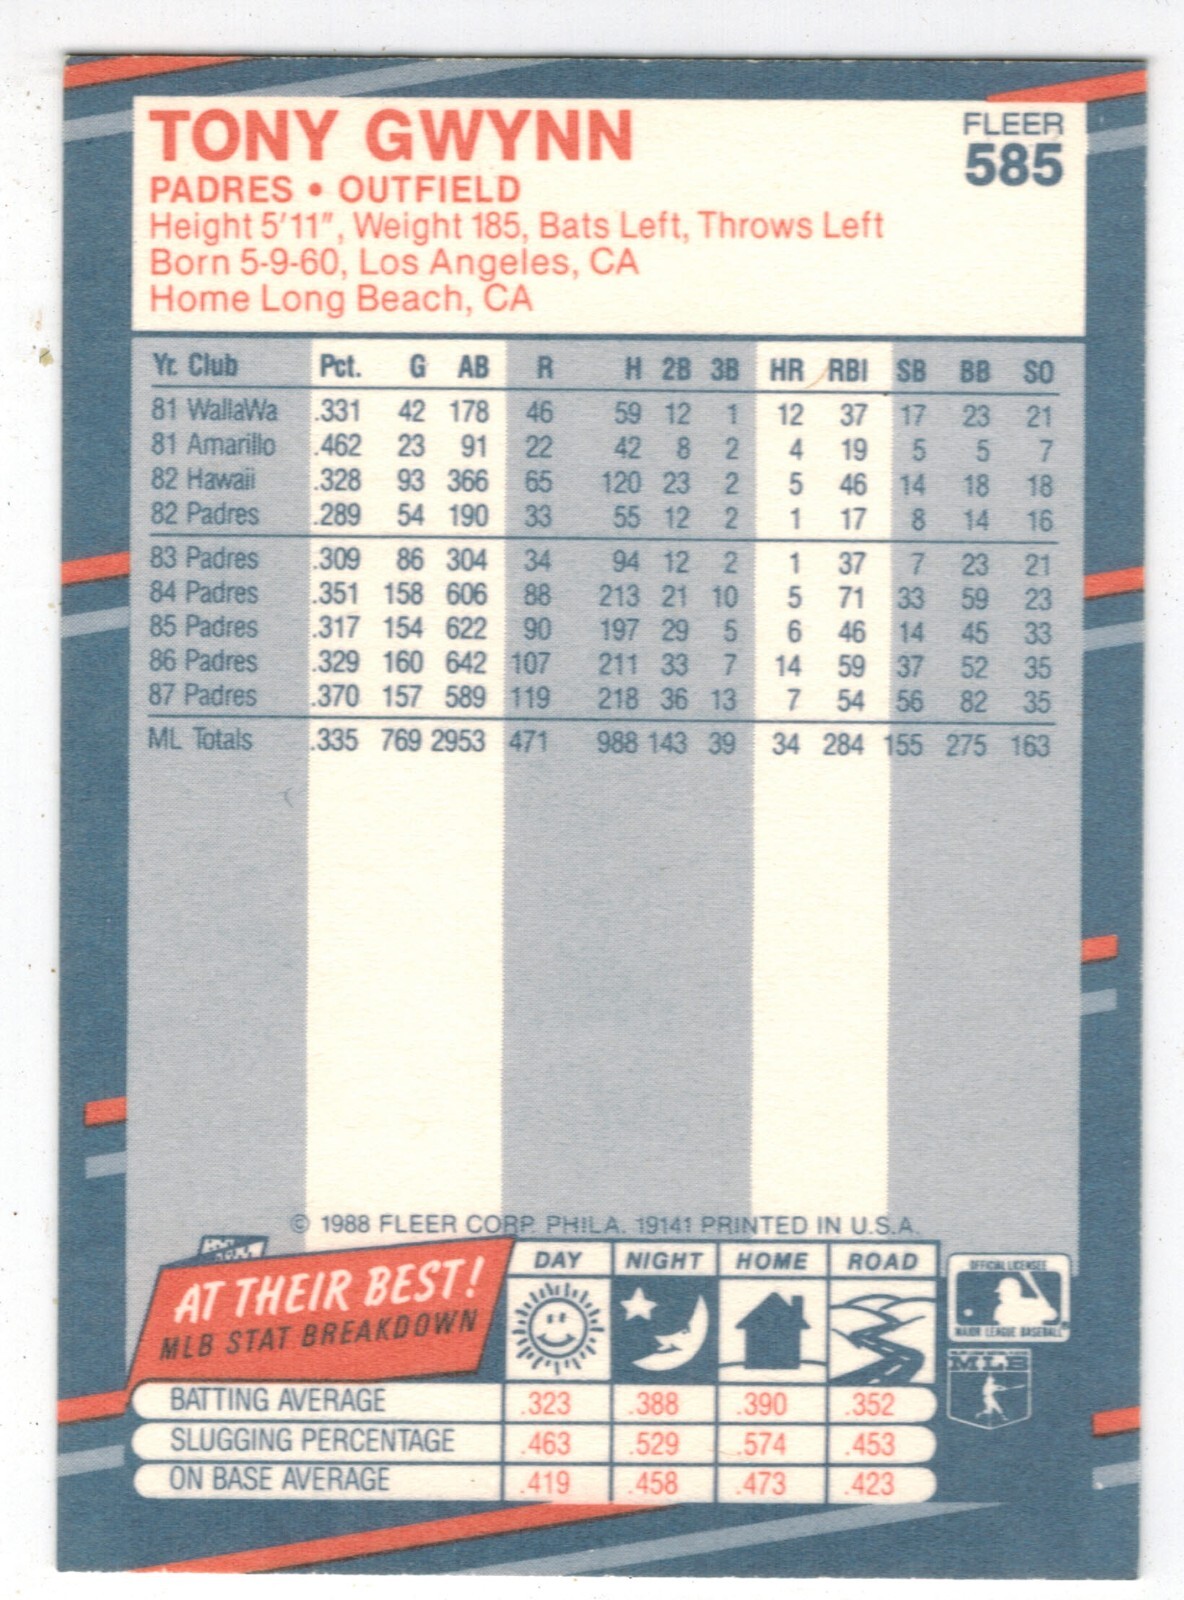 TONY GWYNN
FLEER
585
PADRES • OUTFIELD
Height 5'11", Weight 185, Bats Left, Throws Left
Born 5-9-60, Los Angeles, CA
Home Long Beach, CA
Yr. Club Pct. G AB R H 2B 3B HR RBI SB BB SO
81 WallaWa .331 42 178 46 59 12 1 12 37 17 23 21
81 Amarillo .462 23 91 22 42 8 2 4 19 5 5 7
82 Hawaii .328 93 366 65 120 23 2 5 46 14 18 18
82 Padres .289 54 190 33 55 12 2 1 17 8 14 16
83 Padres .309 86 304 34 94 12 2 1 37 7 23 21
84 Padres .351 158 606 88 213 21 10 5 71 33 59 23
85 Padres .317 154 622 90 197 29 5 6 46 14 45 33
86 Padres .329 160 642 107 211 33 7 14 59 37 52 35
87 Padres .370 157 589 119 218 36 13 7 54 56 82 35
ML Totals .335 769 2953 471 988 143 39 34 284 155 275 163
© 1988 FLEER CORP. PHILA. 19141 PRINTED IN U.S.A.
AT THEIR BEST!
MLB STAT BREAKDOWN
DAY NIGHT HOME ROAD
BATTING AVERAGE .323 .388 .390 .352
SLUGGING PERCENTAGE .463 .529 .574 .453
ON BASE AVERAGE .419 .458 .473 .423
OFFICIAL LICENSEE
MAJOR LEAGUE BASEBALL
MLB